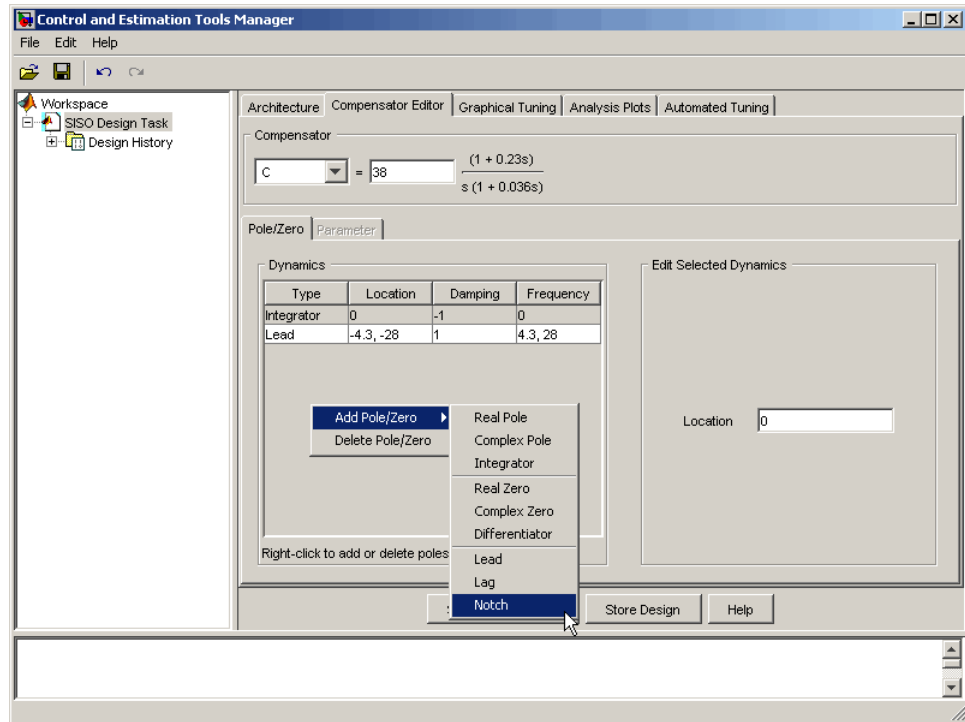 Control and Estimation Tools Manager
File Edit Help
Workspace
SISO Design Task
Design History
Architecture Compensator Editor Graphical Tuning Analysis Plots Automated Tuning
Compensator
C = 38 (1 + 0.23s)
s (1 + 0.036s)
Pole/Zero Parameter
Dynamics
Type Location Damping Frequency
Integrator 0 -1 0
Lead -4.3, -28 1 4.3, 28
Add Pole/Zero
Delete Pole/Zero
Real Pole
Complex Pole
Integrator
Real Zero
Complex Zero
Differentiator
Lead
Lag
Notch
Right-click to add or delete poles
Edit Selected Dynamics
Location 0
Store Design Help